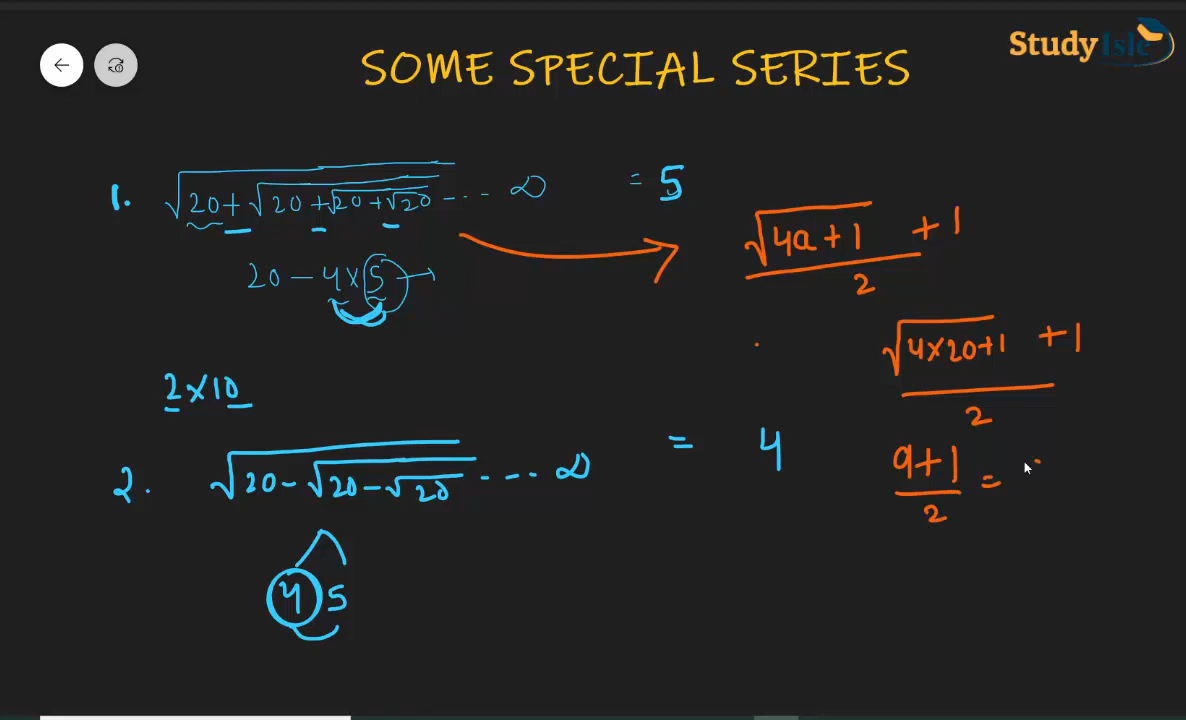 Study Isle
SOME SPECIAL SERIES
1. √(20 + √(20 + √(20 + √20))) --- ∞ = 5
20 - 4 × 5 →
√(4a + 1) + 1
2
√(4×20+1) + 1
2
2 × 10
2. √(20 - √(20 - √20)) --- ∞ = 4
9 + 1 =
2
4 5